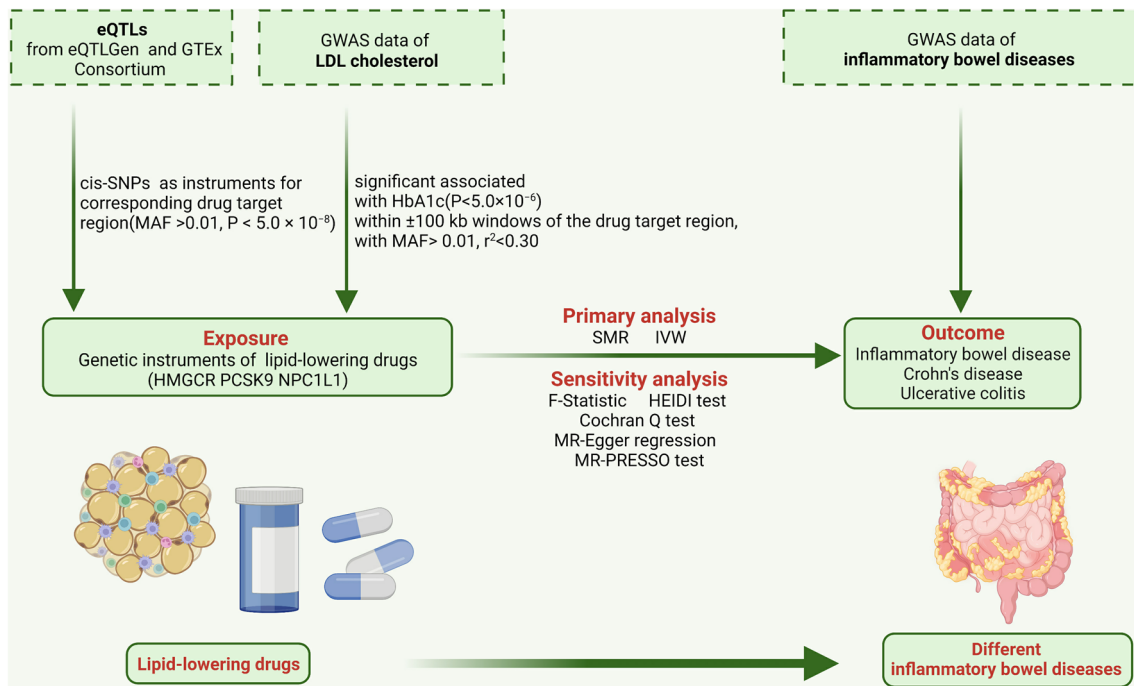 eQTLs
from eQTLGen and GTEx
Consortium
GWAS data of
LDL cholesterol
GWAS data of
inflammatory bowel diseases
cis-SNPs as instruments for
corresponding drug target
region(MAF >0.01, P < 5.0 × 10⁻⁸)
significant associated
with HbA1c(P<5.0×10⁻⁶)
within ±100 kb windows of the drug target region,
with MAF> 0.01, r²<0.30
Exposure
Genetic instruments of lipid-lowering drugs
(HMGCR PCSK9 NPC1L1)
Primary analysis
SMR IVW
Sensitivity analysis
F-Statistic HEIDI test
Cochran Q test
MR-Egger regression
MR-PRESSO test
Outcome
Inflammatory bowel disease
Crohn's disease
Ulcerative colitis
Lipid-lowering drugs
Different
inflammatory bowel diseases